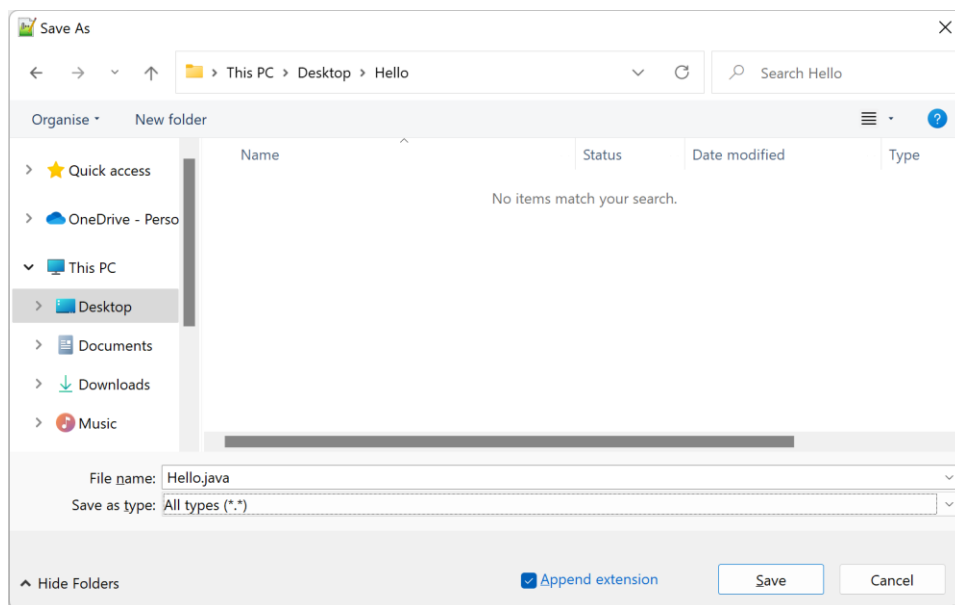 Save As
This PC > Desktop > Hello
Search Hello
Organise
New folder
Name
Status
Date modified
Type
No items match your search.
Quick access
OneDrive - Perso
This PC
Desktop
Documents
Downloads
Music
File name: Hello.java
Save as type: All types (*.*)
Hide Folders
Append extension
Save
Cancel